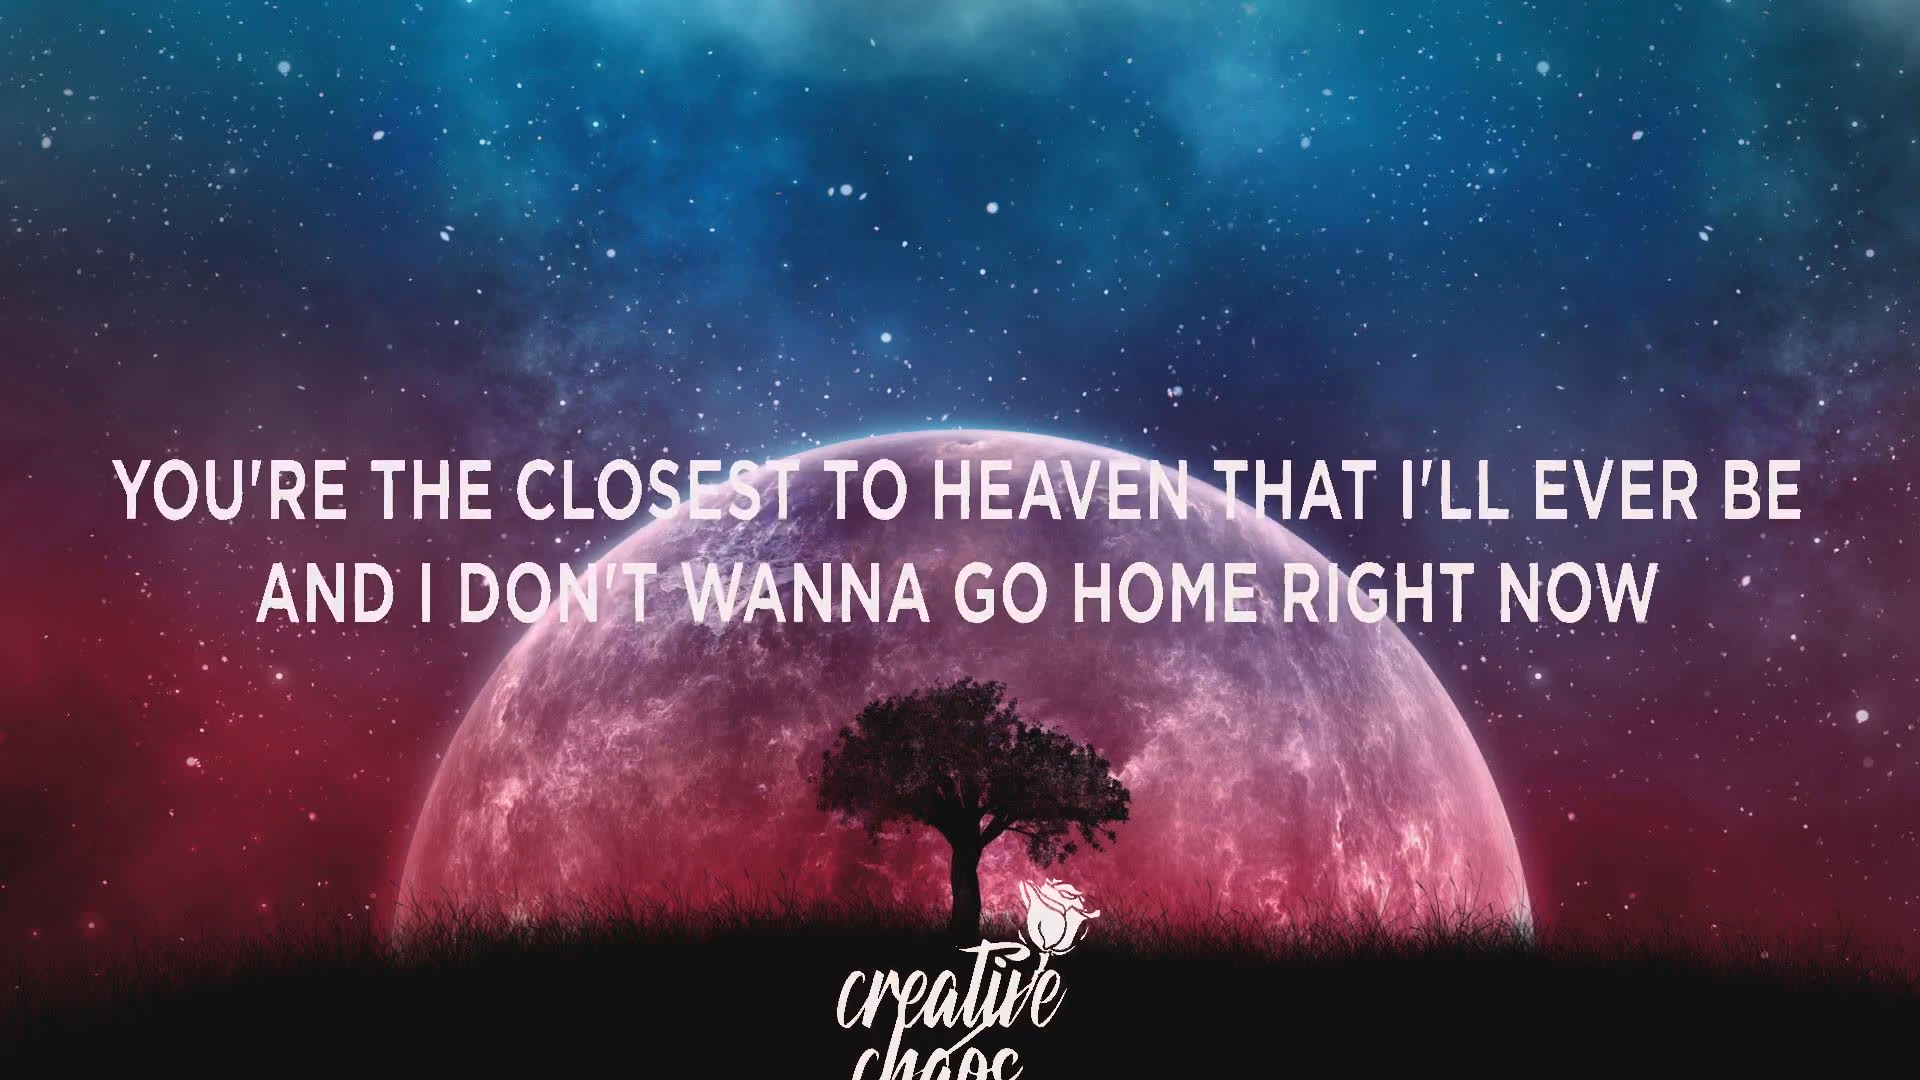 YOU'RE THE CLOSEST TO HEAVEN THAT I'LL EVER BE
AND I DON'T WANNA GO HOME RIGHT NOW
creative
chaos